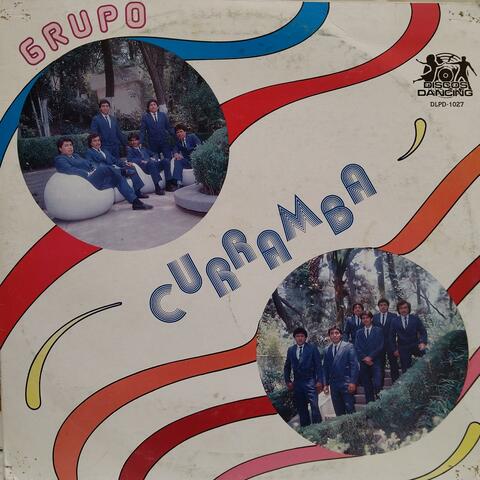 GRUPO
DISCOS
DANCING
DLPD-1027
CURRAMBA